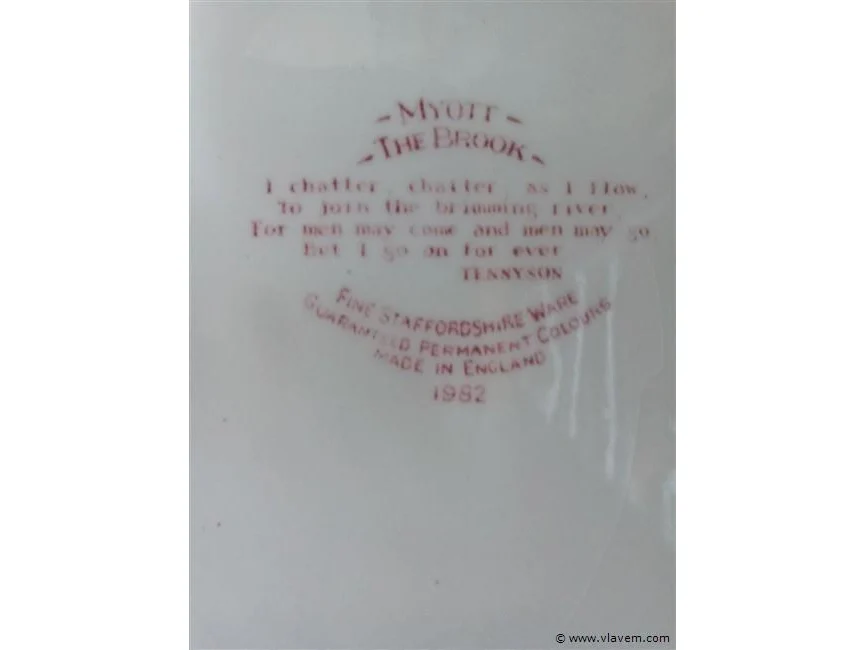 - MYOTT -
- THE BROOK -
I chatter, chatter, as I flow,
To join the brimming river,
For men may come and men may go
But I go on for ever
TENNYSON
FINE STAFFORDSHIRE WARE
GUARANTEED PERMANENT COLOURS
MADE IN ENGLAND
1982
© www.vlavem.com